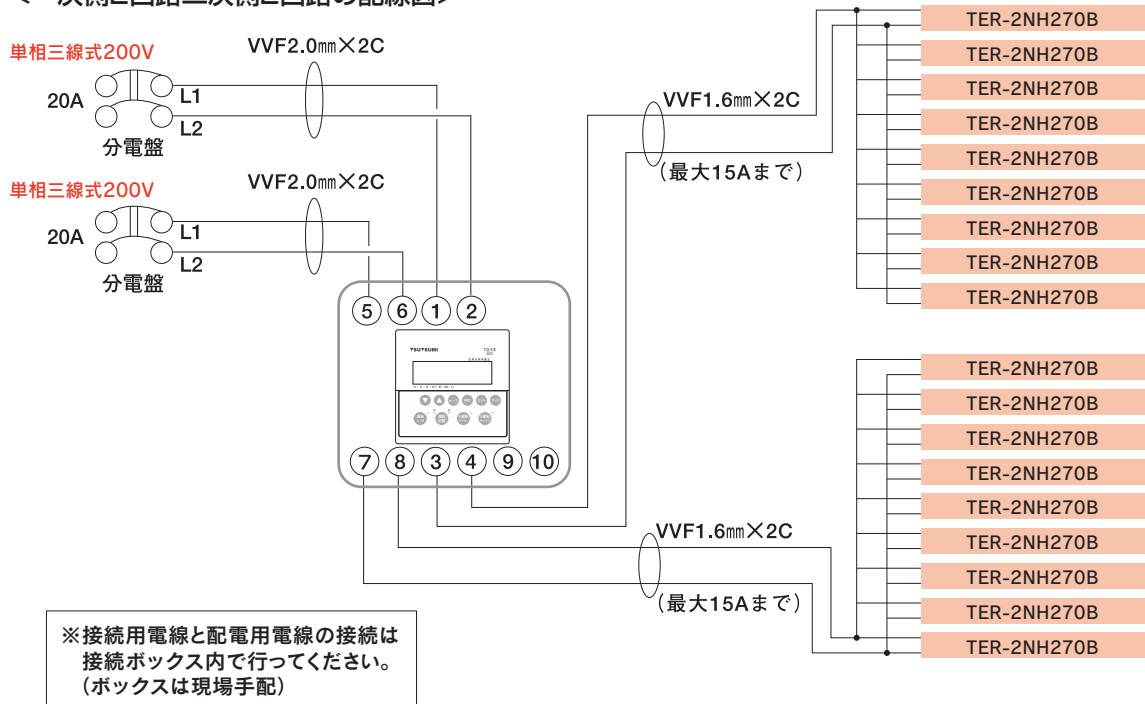 単相三線式200V
VVF2.0㎜×2C
20A
L1
L2
分電盤
単相三線式200V
VVF2.0㎜×2C
20A
L1
L2
分電盤
⑤ ⑥ ① ②
TSUTSUMI
⑦ ⑧ ③ ④ ⑨ ⑩
VVF1.6㎜×2C
(最大15Aまで)
TER-2NH270B
TER-2NH270B
TER-2NH270B
TER-2NH270B
TER-2NH270B
TER-2NH270B
TER-2NH270B
TER-2NH270B
TER-2NH270B
VVF1.6㎜×2C
(最大15Aまで)
TER-2NH270B
TER-2NH270B
TER-2NH270B
TER-2NH270B
TER-2NH270B
TER-2NH270B
TER-2NH270B
TER-2NH270B
TER-2NH270B
※接続用電線と配電用電線の接続は
接続ボックス内で行ってください。
(ボックスは現場手配)